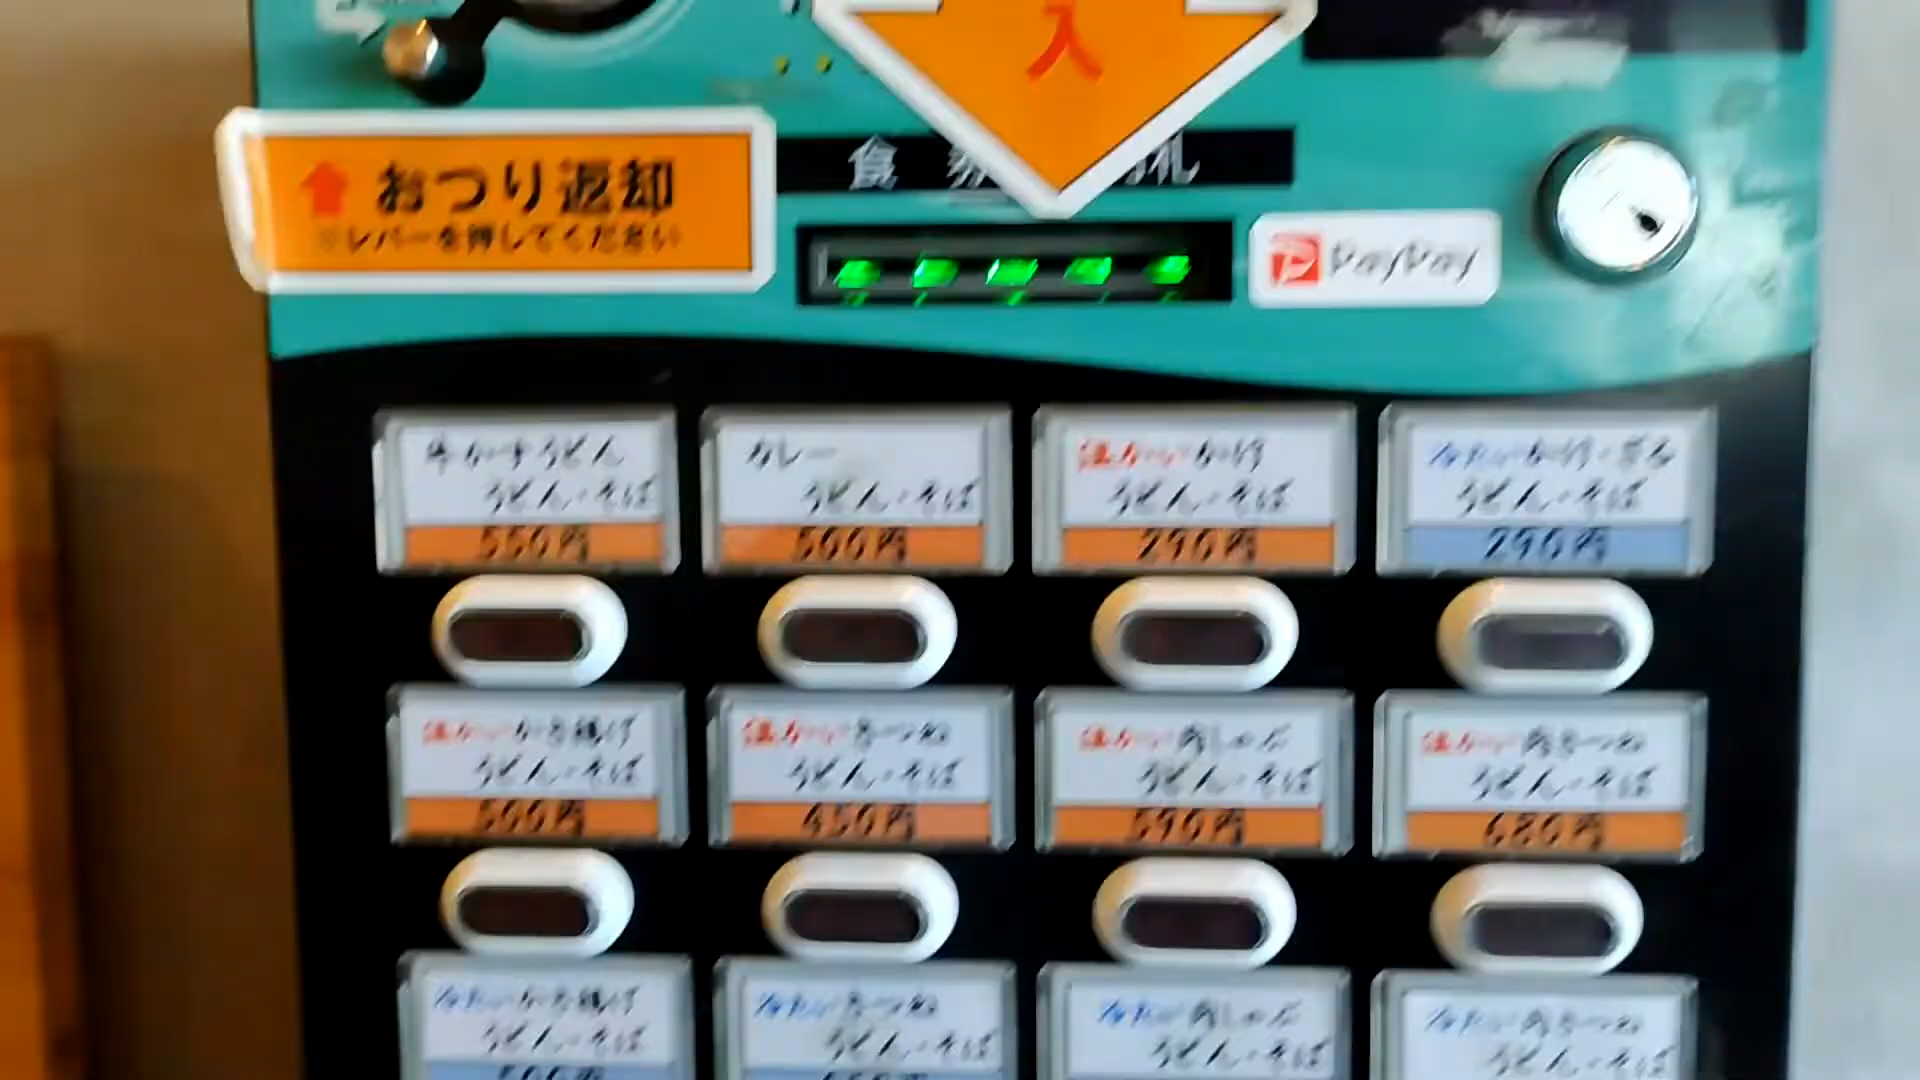 入
おつり返却
※レバーを押してください
食 券
札
PayPay
牛かすうどん
うどん・そば
550円
カレー
うどん・そば
500円
温かいかけ
うどん・そば
290円
冷たいかけ・ざる
うどん・そば
290円
温かいかき揚げ
うどん・そば
500円
温かいきつね
うどん・そば
450円
温かい肉しゃぶ
うどん・そば
590円
温かい肉きつね
うどん・そば
680円
冷たいかき揚げ
うどん・そば
500円
冷たいきつね
うどん・そば
冷たい肉しゃぶ
うどん・そば
冷たい肉きつね
うどん・そば